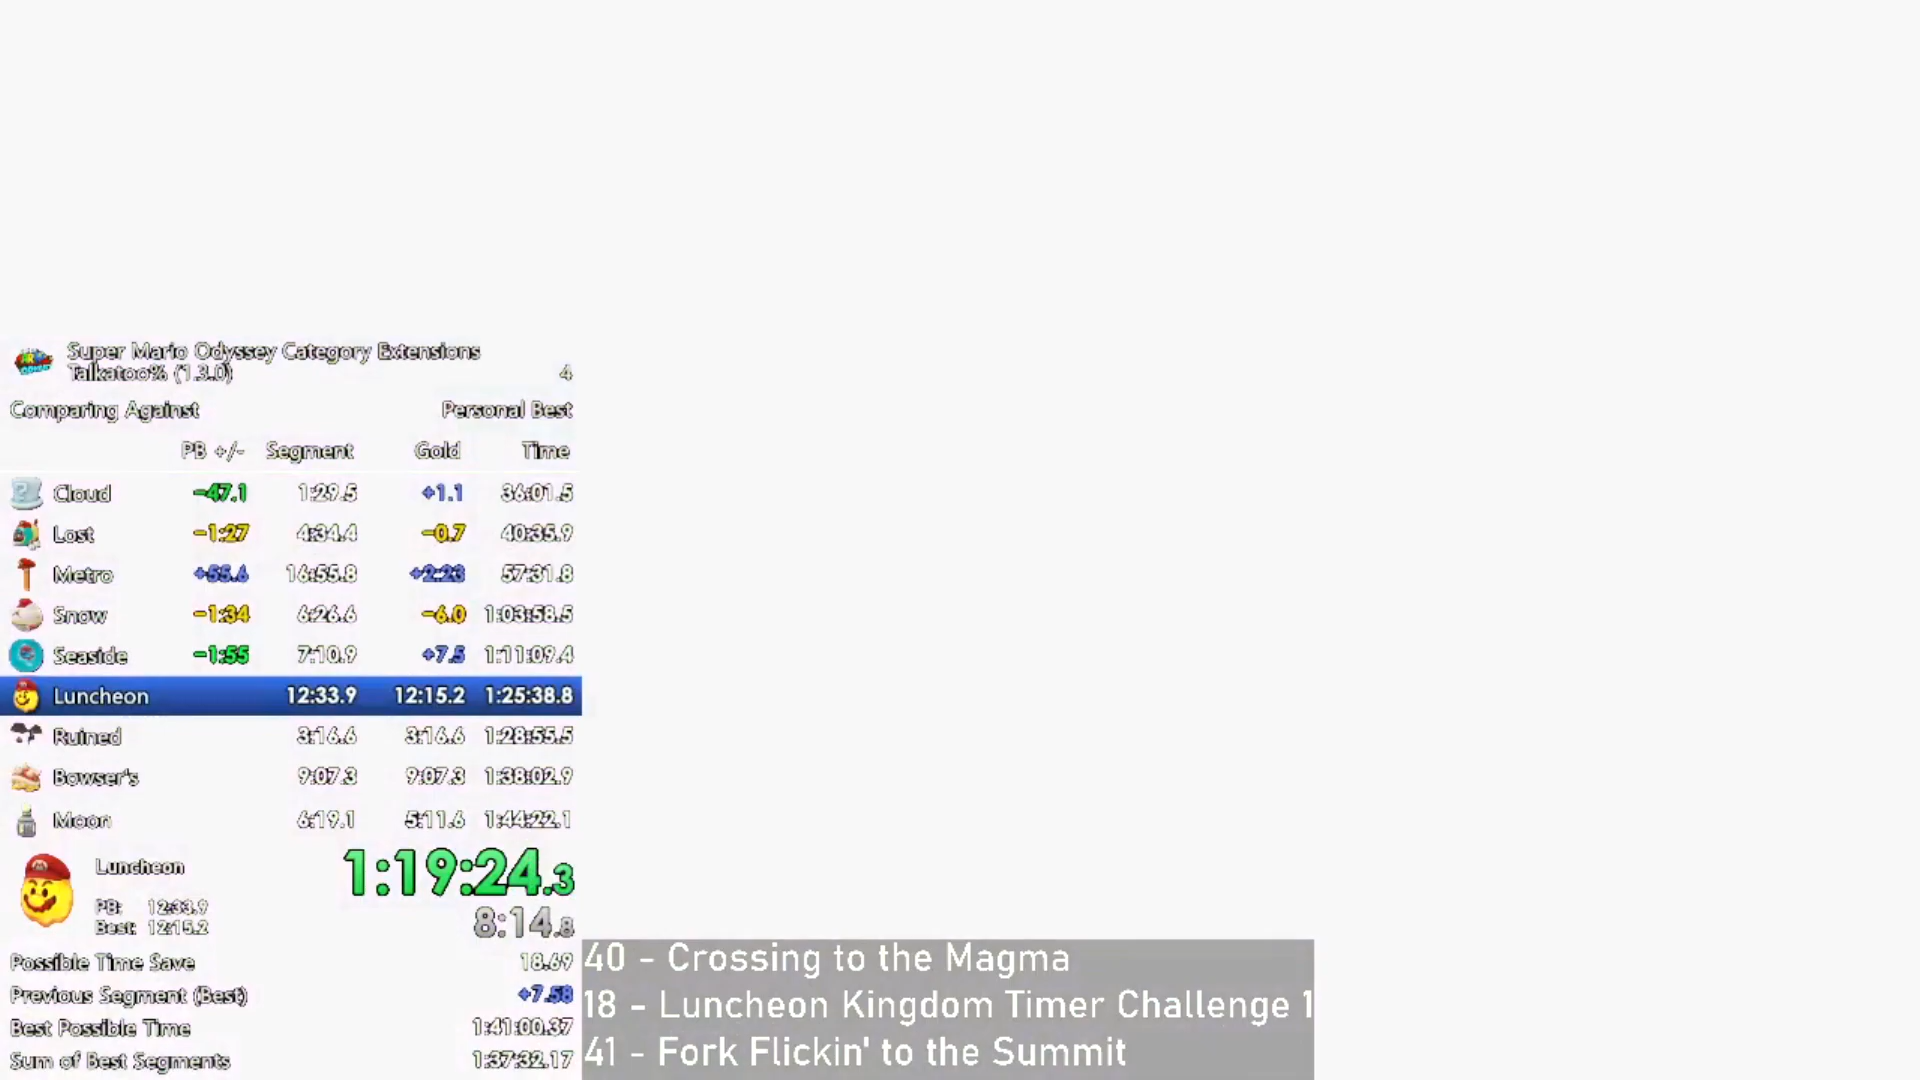 Super Mario Odyssey Category Extensions
Talkatoo% (1.3.0) 4
Comparing Against Personal Best
PB +/- Segment Gold Time
Cloud -47.1 1:29.5 +1.1 36:01.5
Lost -1:27 4:34.4 -0.7 40:35.9
Metro +55.6 16:55.8 +2:23 57:31.8
Snow -1:34 6:26.6 -6.0 1:03:58.5
Seaside -1:55 7:10.9 +7.5 1:11:09.4
Luncheon 12:33.9 12:15.2 1:25:38.8
Ruined 3:16.6 3:16.6 1:28:55.5
Bowser's 9:07.3 9:07.3 1:38:02.9
Moon 6:19.1 5:11.6 1:44:22.1
Luncheon 1:19:24.3
PB: 12:33.9
Best: 12:15.2 8:14.8
Possible Time Save 18.69
Previous Segment (Best) +7.58
Best Possible Time 1:41:00.37
Sum of Best Segments 1:37:32.17
40 - Crossing to the Magma
18 - Luncheon Kingdom Timer Challenge 1
41 - Fork Flickin' to the Summit